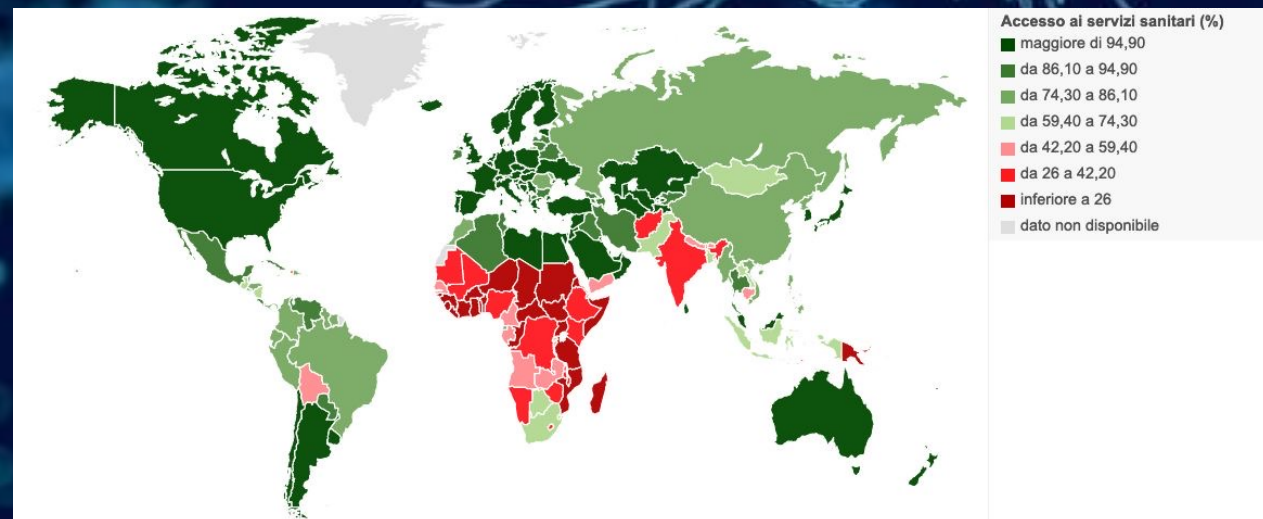 Accesso ai servizi sanitari (%)
maggiore di 94,90
da 86,10 a 94,90
da 74,30 a 86,10
da 59,40 a 74,30
da 42,20 a 59,40
da 26 a 42,20
inferiore a 26
dato non disponibile